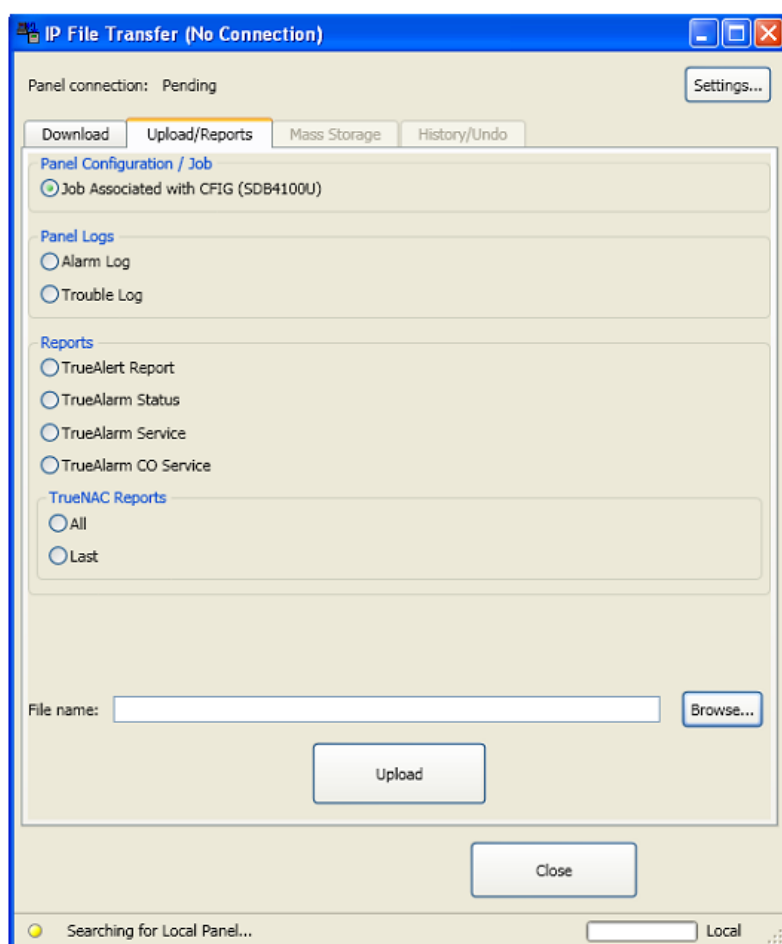 IP File Transfer (No Connection)
Panel connection: Pending
Settings...
Download Upload/Reports Mass Storage History/Undo
Panel Configuration / Job
Job Associated with CFIG (SDB4100U)
Panel Logs
Alarm Log
Trouble Log
Reports
TrueAlert Report
TrueAlarm Status
TrueAlarm Service
TrueAlarm CO Service
TrueNAC Reports
All
Last
File name: Browse...
Upload
Close
Searching for Local Panel... Local